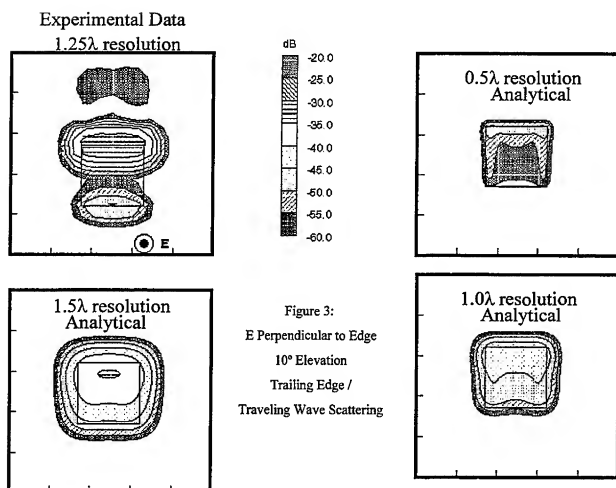 Experimental Data
1.25λ resolution
E
dB
-20.0
-25.0
-30.0
-35.0
-40.0
-45.0
-50.0
-55.0
-60.0
0.5λ resolution
Analytical
1.5λ resolution
Analytical
Figure 3:
E Perpendicular to Edge
10° Elevation
Trailing Edge /
Traveling Wave Scattering
1.0λ resolution
Analytical